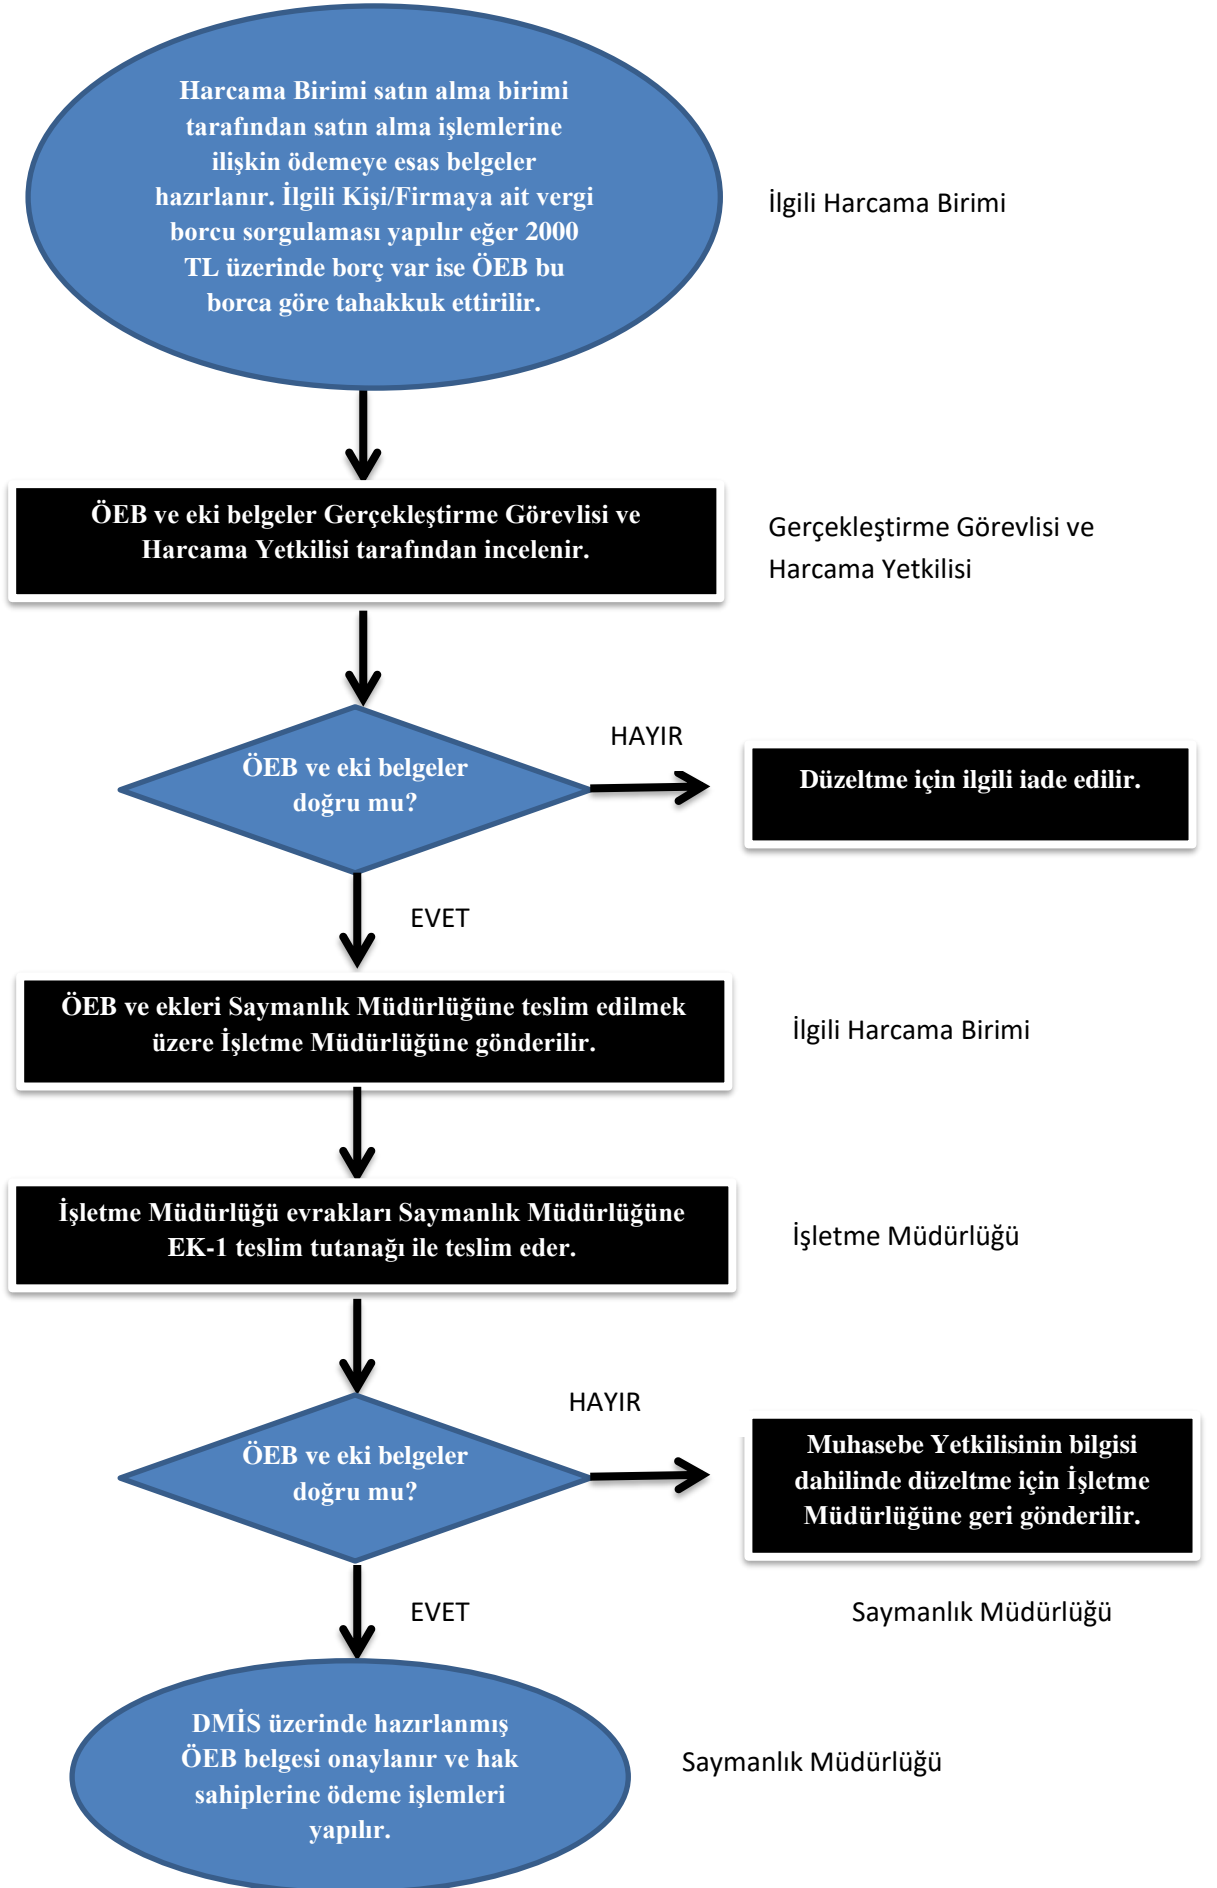 Harcama Birimi satın alma birimi
tarafından satın alma işlemlerine
ilişkin ödemeye esas belgeler
hazırlanır. İlgili Kişi/Firmaya ait vergi
borcu sorgulaması yapılır eğer 2000
TL üzerinde borç var ise ÖEB bu
borca göre tahakkuk ettirilir.
İlgili Harcama Birimi
ÖEB ve eki belgeler Gerçekleştirme Görevlisi ve
Harcama Yetkilisi tarafından incelenir.
Gerçekleştirme Görevlisi ve
Harcama Yetkilisi
ÖEB ve eki belgeler
doğru mu?
HAYIR
Düzeltme için ilgili iade edilir.
EVET
ÖEB ve ekleri Saymanlık Müdürlüğüne teslim edilmek
üzere İşletme Müdürlüğüne gönderilir.
İlgili Harcama Birimi
İşletme Müdürlüğü evrakları Saymanlık Müdürlüğüne
EK-1 teslim tutanağı ile teslim eder.
İşletme Müdürlüğü
ÖEB ve eki belgeler
doğru mu?
HAYIR
Muhasebe Yetkilisinin bilgisi
dahilinde düzeltme için İşletme
Müdürlüğüne geri gönderilir.
EVET
Saymanlık Müdürlüğü
DMİS üzerinde hazırlanmış
ÖEB belgesi onaylanır ve hak
sahiplerine ödeme işlemleri
yapılır.
Saymanlık Müdürlüğü